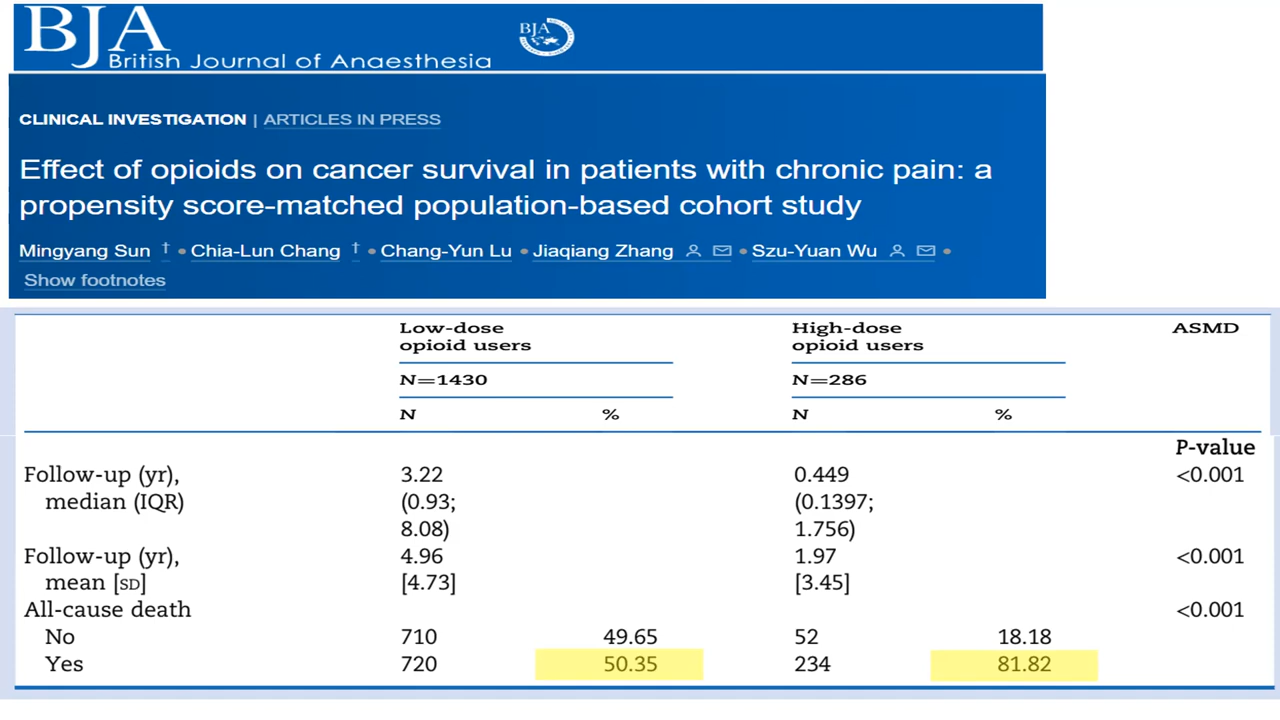 BJA
British Journal of Anaesthesia
BJA
CLINICAL INVESTIGATION | ARTICLES IN PRESS
Effect of opioids on cancer survival in patients with chronic pain: a
propensity score-matched population-based cohort study
Mingyang Sun † • Chia-Lun Chang † • Chang-Yun Lu • Jiaqiang Zhang • Szu-Yuan Wu •
Show footnotes
Low-dose High-dose ASMD
opioid users opioid users
N=1430 N=286
N % N %
P-value
Follow-up (yr), 3.22 0.449 <0.001
median (IQR) (0.93; (0.1397;
8.08) 1.756)
Follow-up (yr), 4.96 1.97 <0.001
mean [SD] [4.73] [3.45]
All-cause death <0.001
No 710 49.65 52 18.18
Yes 720 50.35 234 81.82